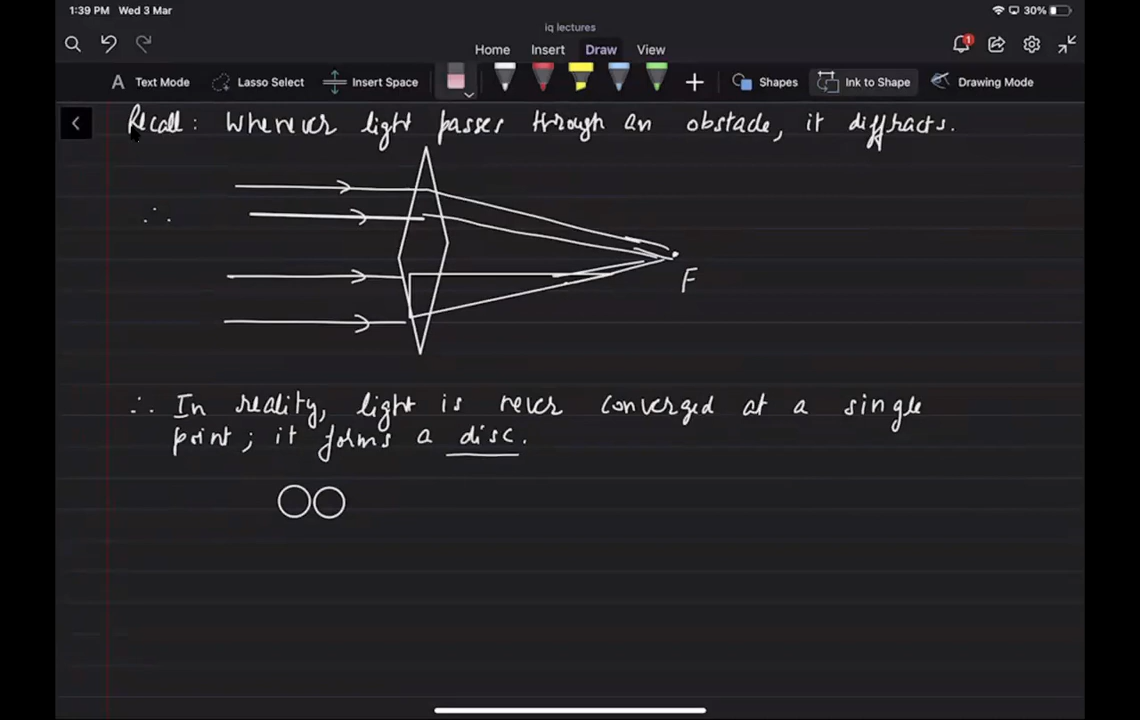 1:39 PM Wed 3 Mar
30%
iq lectures
Home Insert Draw View
1
A Text Mode Lasso Select Insert Space Shapes Ink to Shape Drawing Mode
Recall: Whenever light passes through an obstacle, it diffracts.
∴
F
∴ In reality, light is never converged at a single
point; it forms a disc.